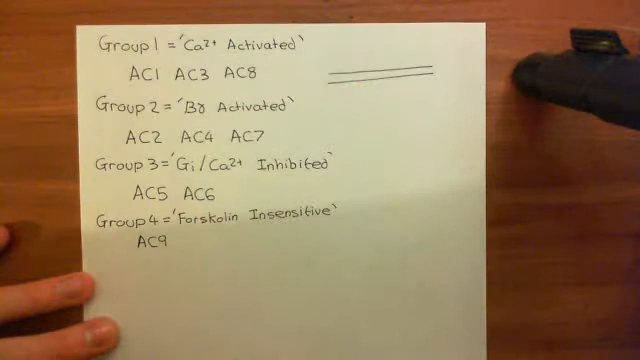 Group 1 = 'Ca²⁺ Activated'
AC1 AC3 AC8
Group 2 = 'Bγ Activated'
AC2 AC4 AC7
Group 3 = 'Gi/Ca²⁺ Inhibited'
AC5 AC6
Group 4 = 'Forskolin Insensitive'
AC9